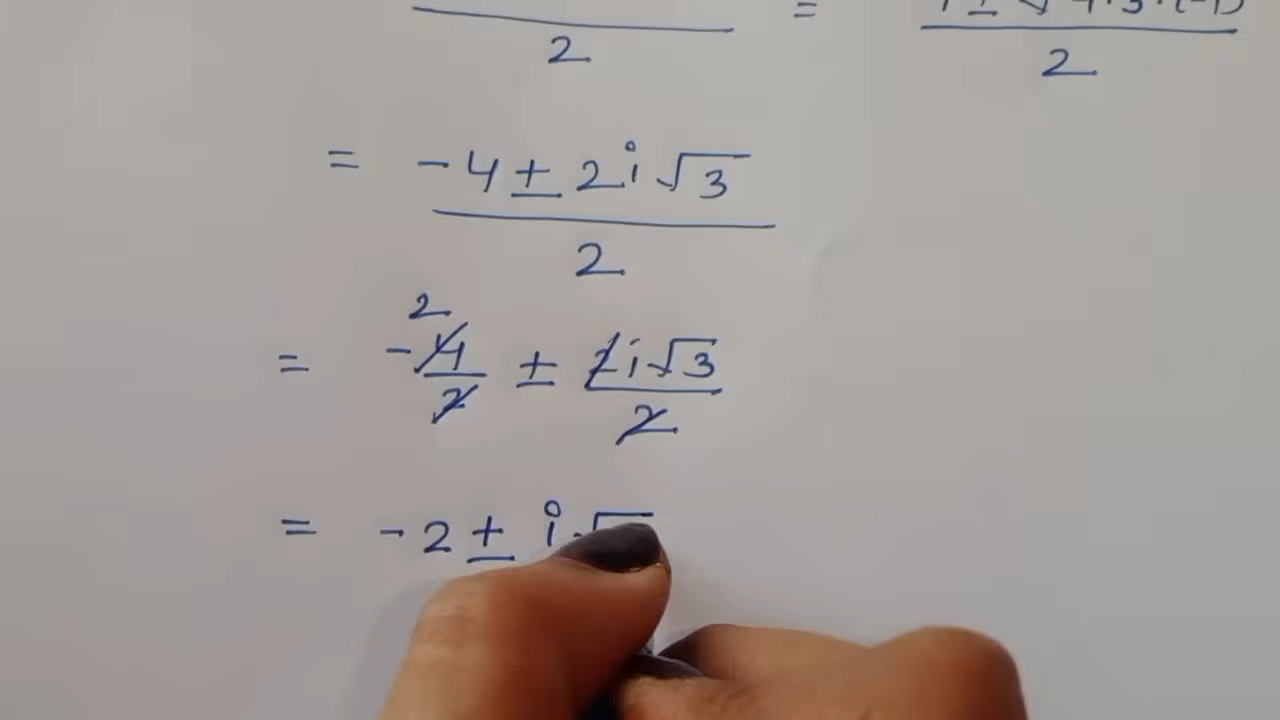 2 = 2
= -4 ± 2i√3
2
2
= -4/2 ± 2i√3/2
= -2 ± i√